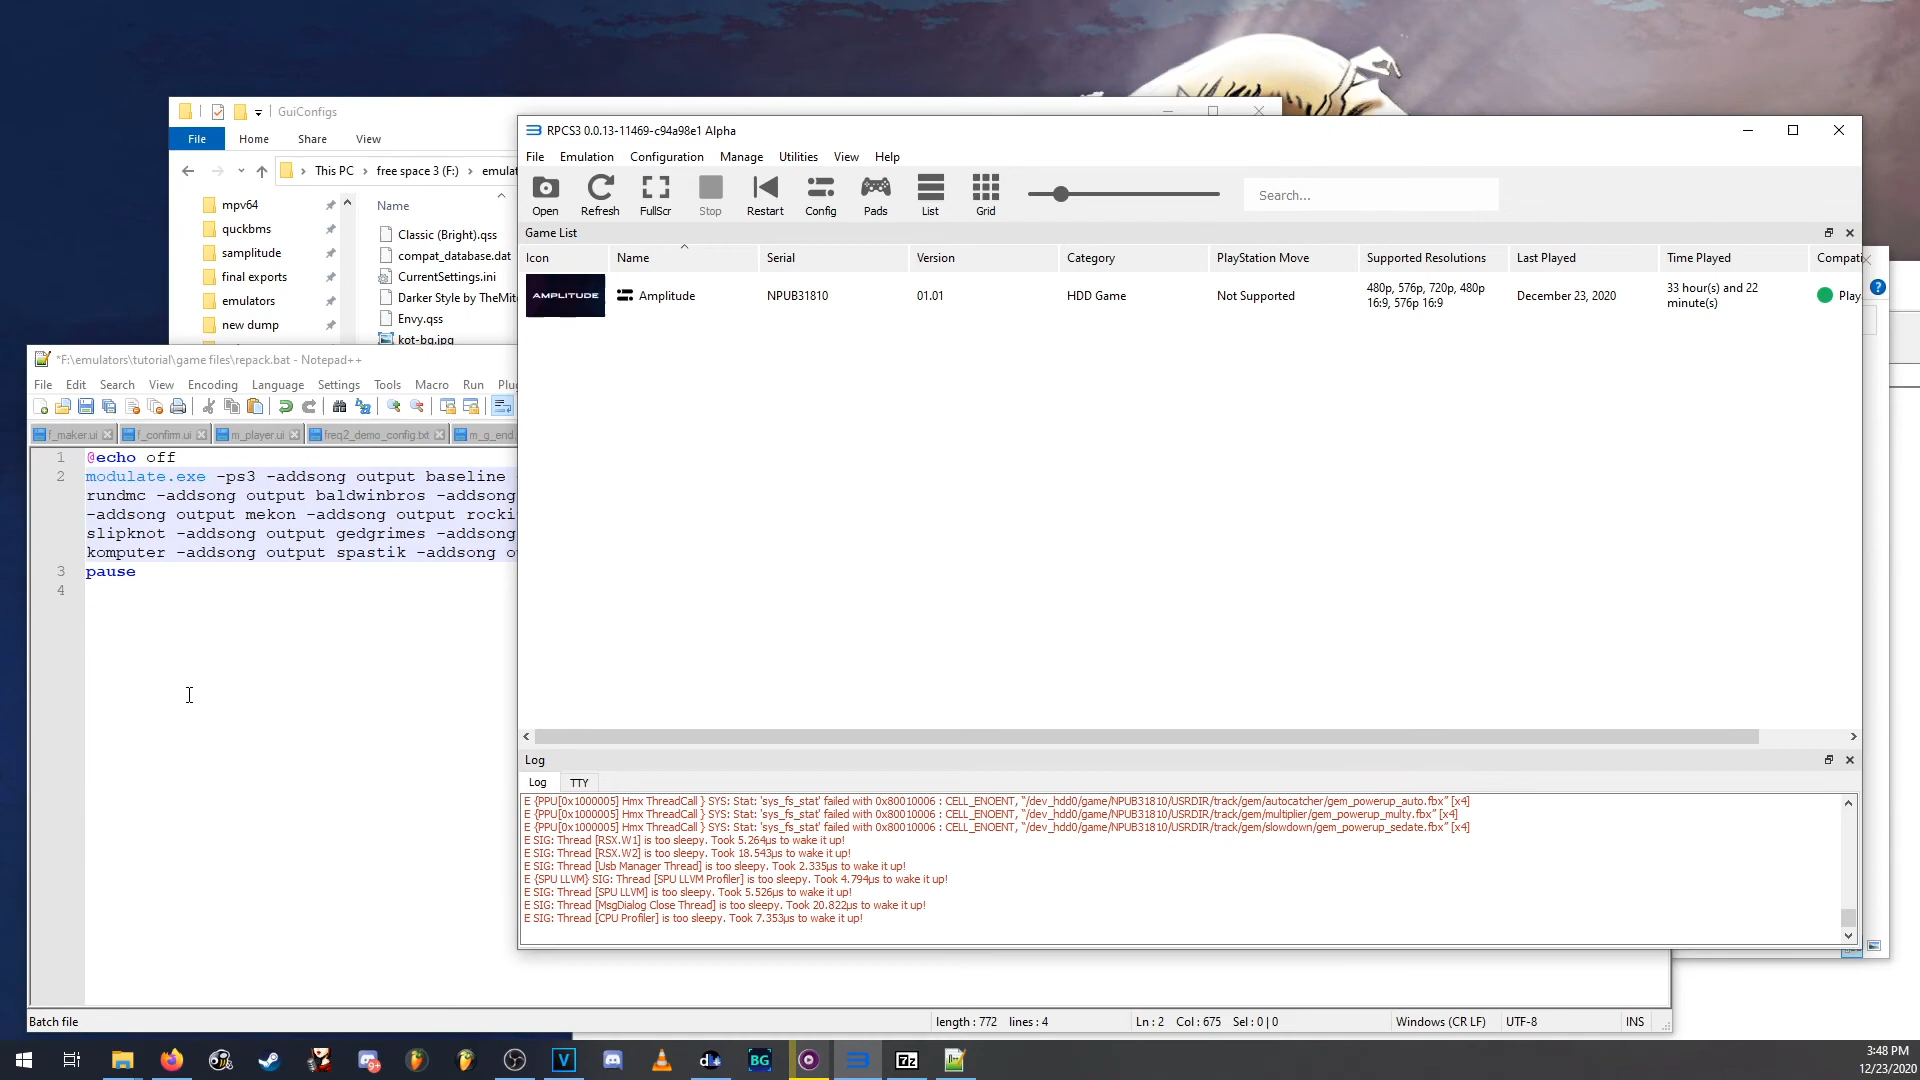 GuiConfigs
File Home Share View
This PC free space 3 (F:)
mpv64
quckbms
samplitude
final exports
emulators
new dump
Name
Classic (Bright).qss
compat_database.dat
CurrentSettings.ini
Envy.qss
kot-bg.jpg
*F:\emulators\tutorial\game files\repack.bat - Notepad++
File Edit Search View Encoding Language Settings Tools Macro Run
f_maker.ui f_confirm.ui m_player.ui freq2_demo_config.txt
1 @echo off
2 modulate.exe -ps3 -addsong output baseline
rundmc -addsong output baldwinbros -addsong
-addsong output mekon -addsong output
slipknot -addsong output gedgrimes -addsong
komputer -addsong output spastik -addsong
3 pause
4
Batch file length : 772 lines : 4 Ln : 2 Col : 675 Sel : 0 | 0 Windows (CR LF) UTF-8 INS
RPCS3 0.0.13-11469-c94a98e1 Alpha
File Emulation Configuration Manage Utilities View Help
Open Refresh FullScr Stop Restart Config Pads List Grid Search...
Game List
Icon Name Serial Version Category PlayStation Move Supported Resolutions Last Played Time Played
AMPLITUDE Amplitude NPUB31810 01.01 HDD Game Not Supported 480p, 576p, 720p, 480p December 23, 2020 33 hour(s) and 22 Play
16:9, 576p 16:9 minute(s)
Log
Log TTY
E {PPU[0x1000005] Hmx ThreadCall } SYS: Stat: 'sys_fs_stat' failed with 0x80010006 : CELL_ENOENT, “/dev_hdd0/game/NPUB31810/USRDIR/track/gem/autocatcher/gem_powerup_auto.fbx” [x4]
E {PPU[0x1000005] Hmx ThreadCall } SYS: Stat: 'sys_fs_stat' failed with 0x80010006 : CELL_ENOENT, “/dev_hdd0/game/NPUB31810/USRDIR/track/gem/multiplier/gem_powerup_multy.fbx” [x4]
E {PPU[0x1000005] Hmx ThreadCall } SYS: Stat: 'sys_fs_stat' failed with 0x80010006 : CELL_ENOENT, “/dev_hdd0/game/NPUB31810/USRDIR/track/gem/slowdown/gem_powerup_sedate.fbx” [x4]
E SIG: Thread [RSX.W1] is too sleepy. Took 5.264µs to wake it up!
E SIG: Thread [RSX.W2] is too sleepy. Took 18.543µs to wake it up!
E SIG: Thread [Usb Manager Thread] is too sleepy. Took 2.335µs to wake it up!
E {SPU LLVM} SIG: Thread [SPU LLVM Profiler] is too sleepy. Took 4.794µs to wake it up!
E SIG: Thread [SPU LLVM] is too sleepy. Took 5.526µs to wake it up!
E SIG: Thread [MsgDialog Close Thread] is too sleepy. Took 20.822µs to wake it up!
E SIG: Thread [CPU Profiler] is too sleepy. Took 7.353µs to wake it up!
3:48 PM
12/23/2020